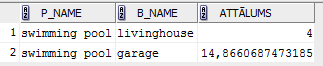 P_NAME B_NAME ATTĀLUMS
1 swimming pool livinghouse 4
2 swimming pool garage 14,8660687473185